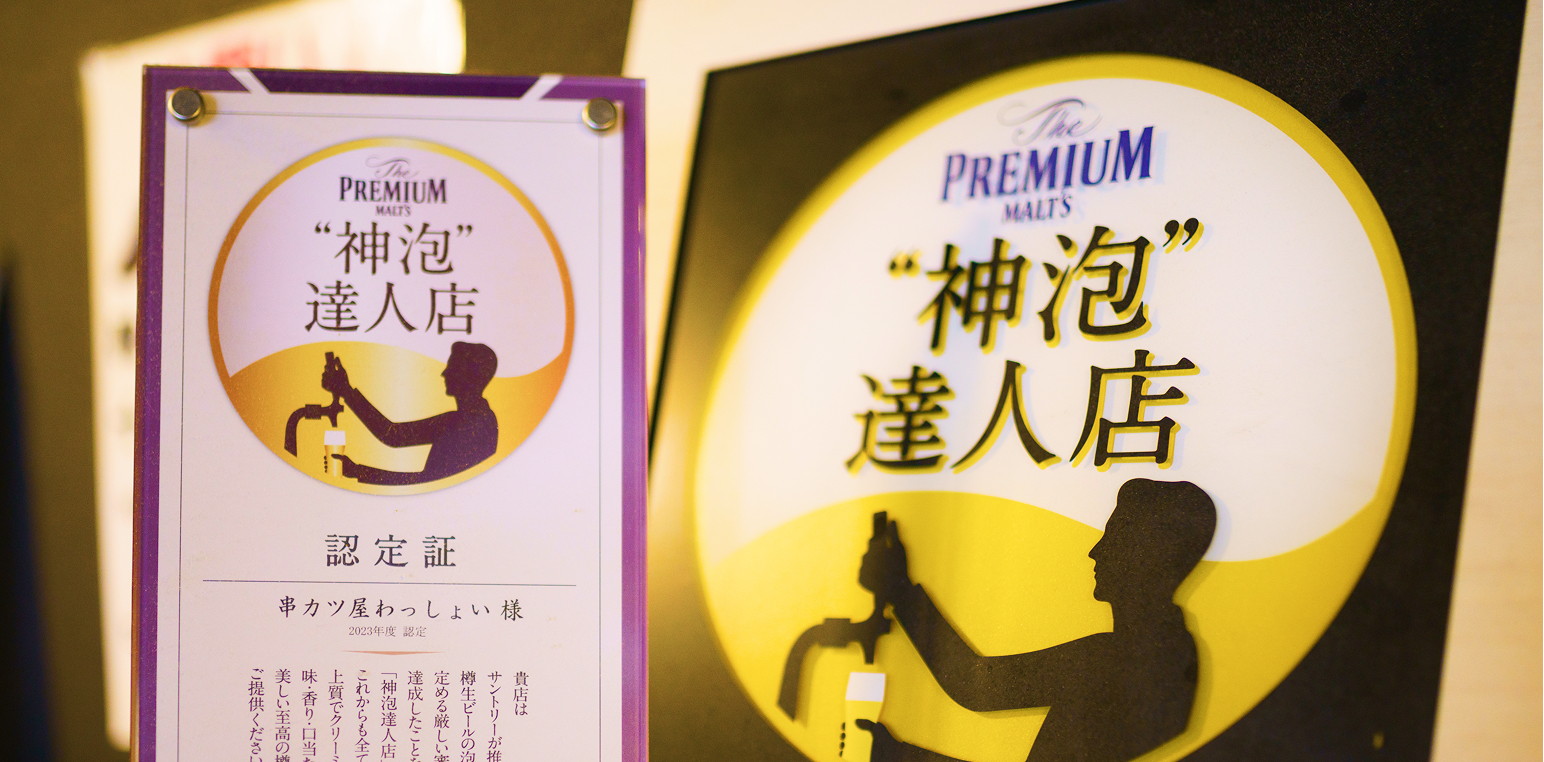 The
PREMIUM
MALT'S
“神泡”
達人店
認定証
串カツ屋わっしょい 様
2023年度 認定
貴店は
サントリーが推
樽生ビールの泡
定める厳しい審
達成したことを
「神泡達人店
これからも全て
上質でクリーミ
味・香り・口当た
美しい至高の樽
ご提供ください
The
PREMIUM
MALT'S
“神泡”
達人店